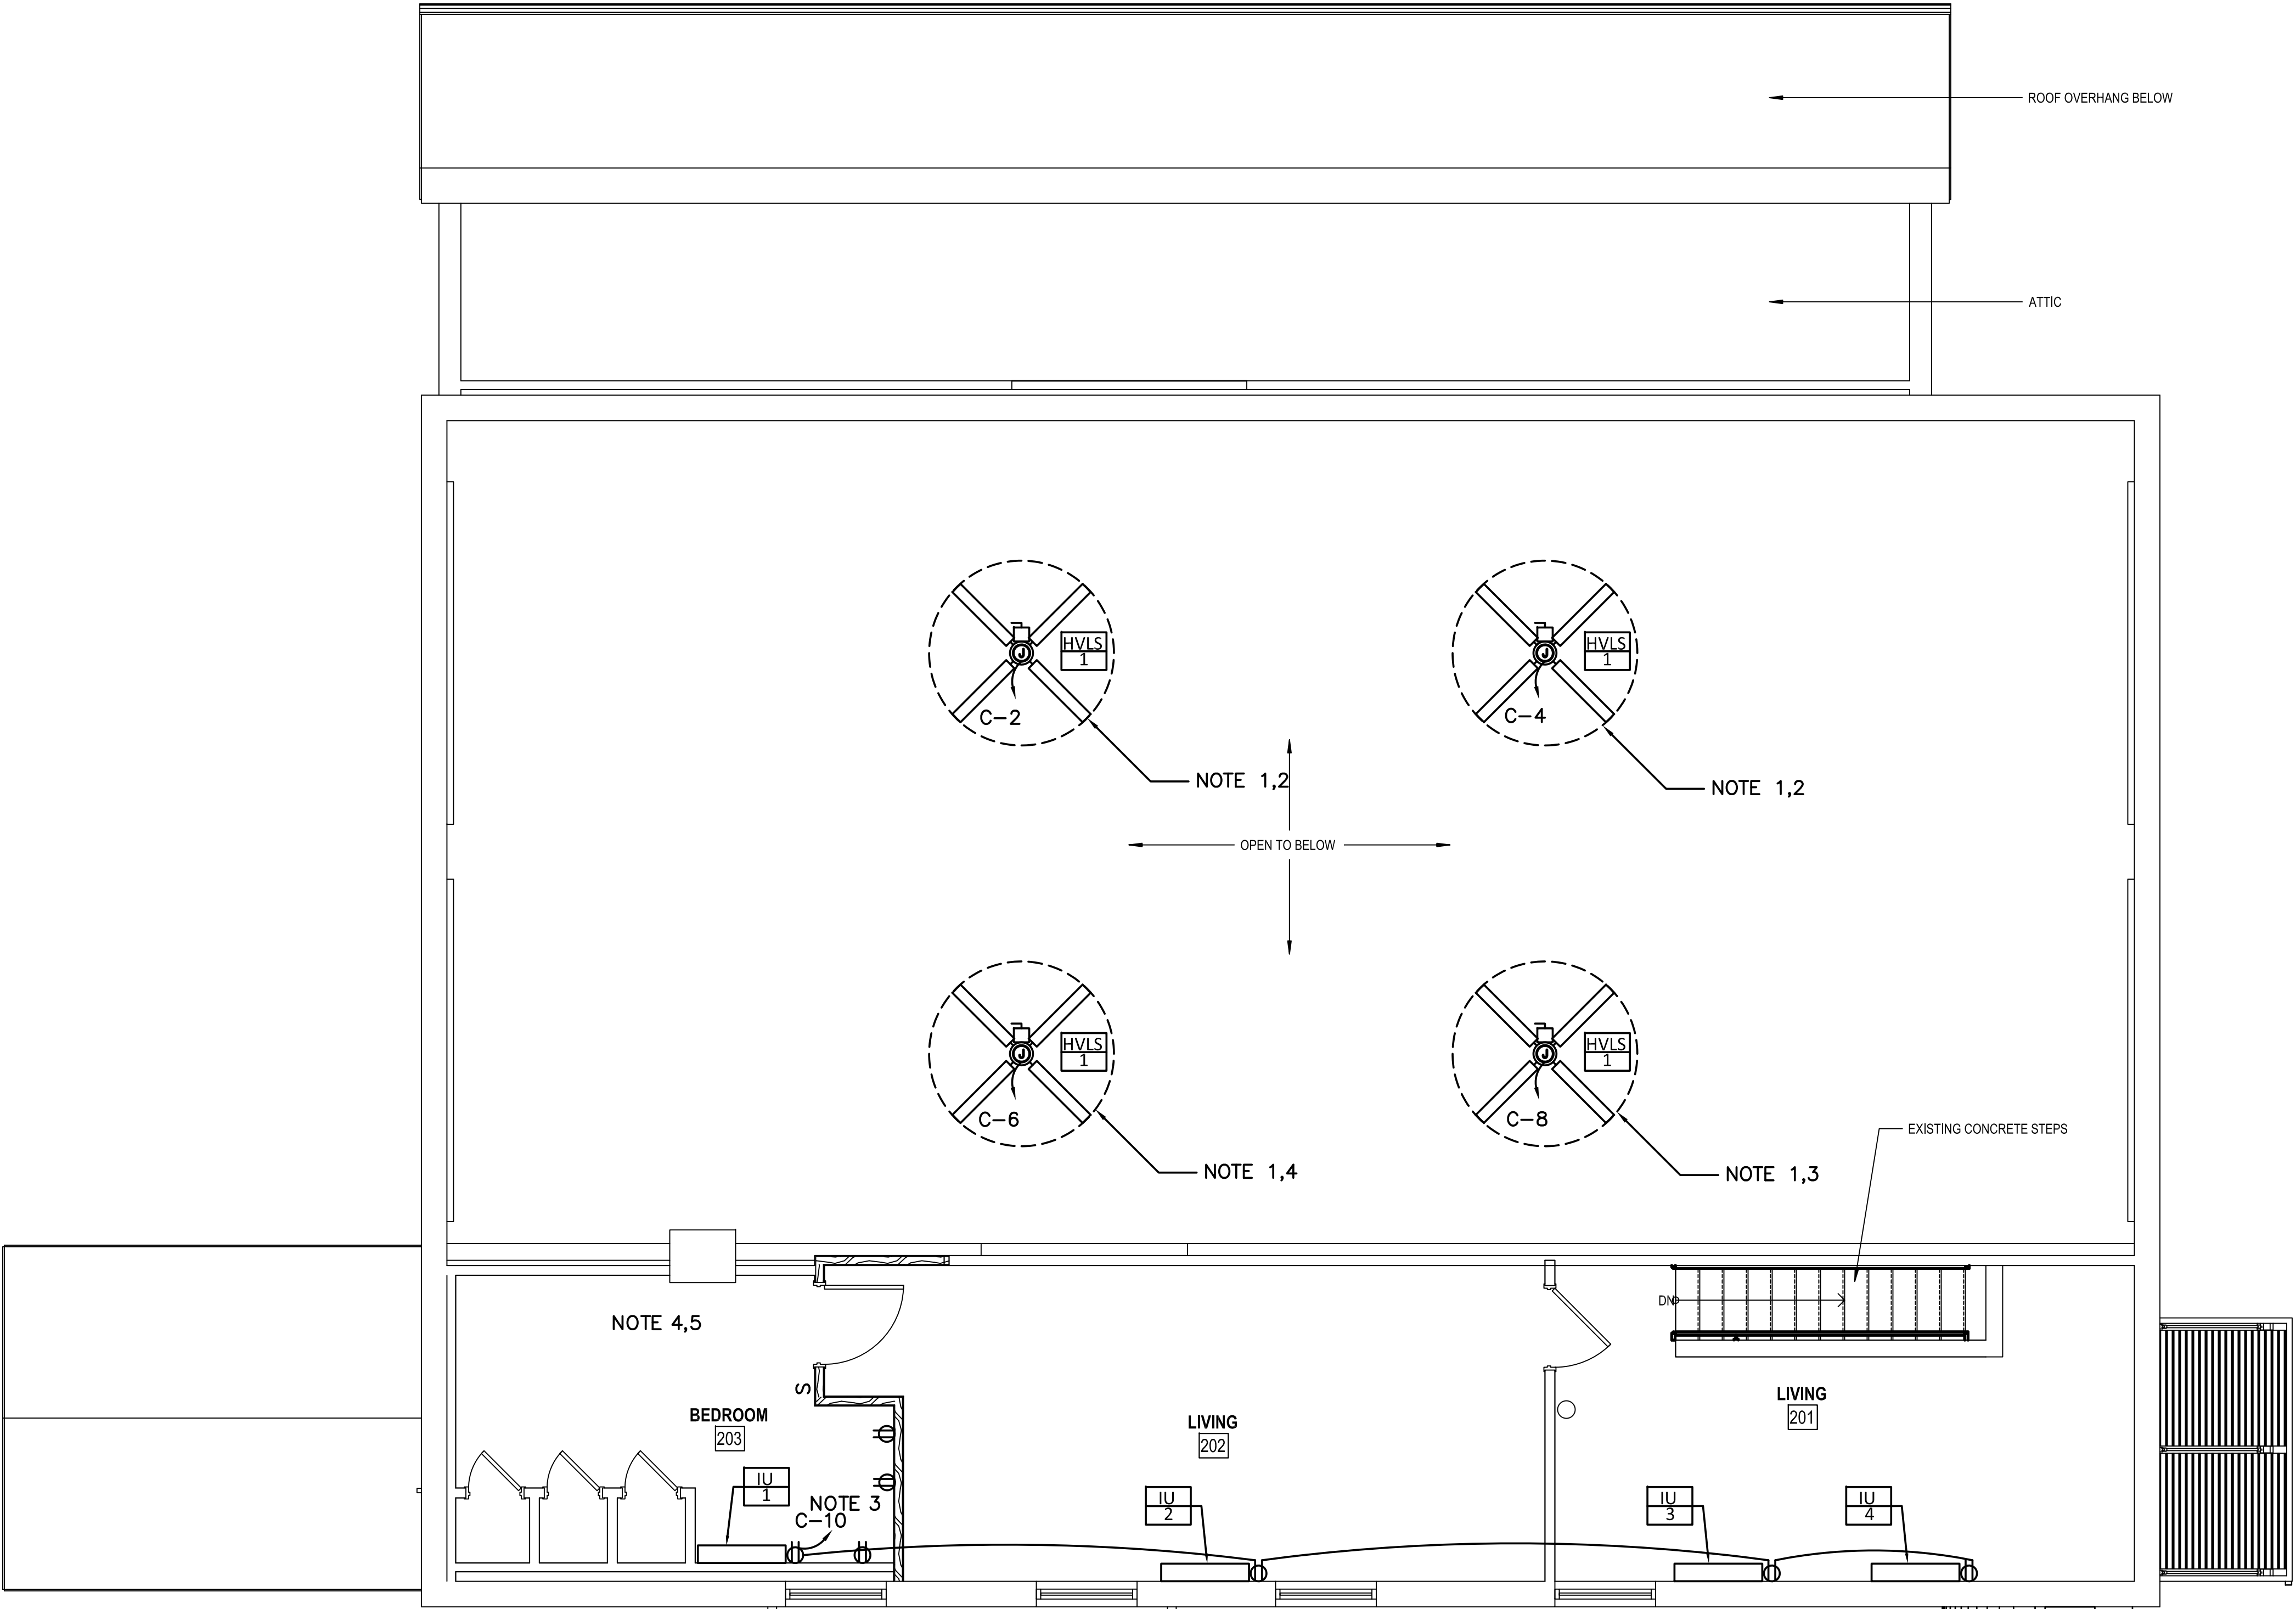 ROOF OVERHANG BELOW
ATTIC
HVLS
1
HVLS
1
J
J
C-2
C-4
NOTE 1,2
NOTE 1,2
OPEN TO BELOW
HVLS
1
HVLS
1
J
J
C-6
C-8
EXISTING CONCRETE STEPS
NOTE 1,4
NOTE 1,3
DN
NOTE 4,5
S
LIVING
201
BEDROOM
203
LIVING
202
IU
1
NOTE 3
C-10
IU
2
IU
3
IU
4